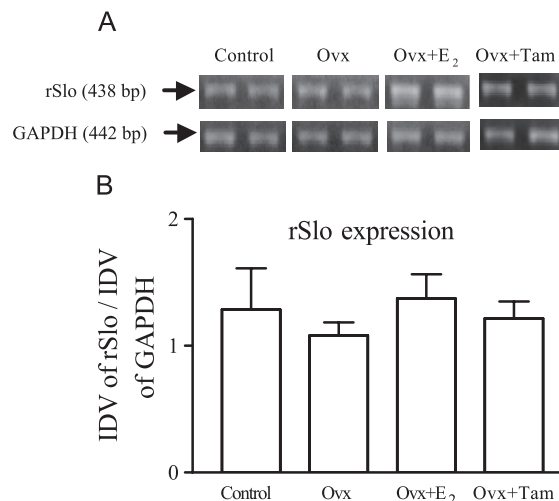 A
Control Ovx Ovx+E₂ Ovx+Tam
rSlo (438 bp)
GAPDH (442 bp)
B
rSlo expression
IDV of rSlo / IDV
of GAPDH
2
1
0
Control Ovx Ovx+E₂ Ovx+Tam